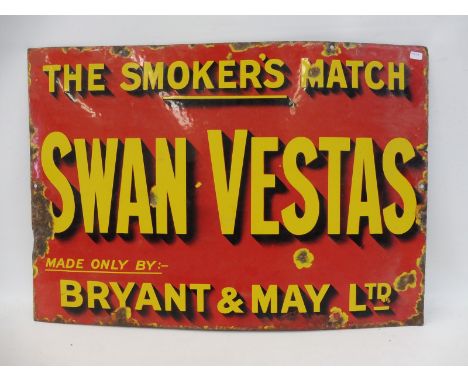 THE SMOKER'S MATCH
SWAN VESTAS
MADE ONLY BY:-
BRYANT & MAY LTD.